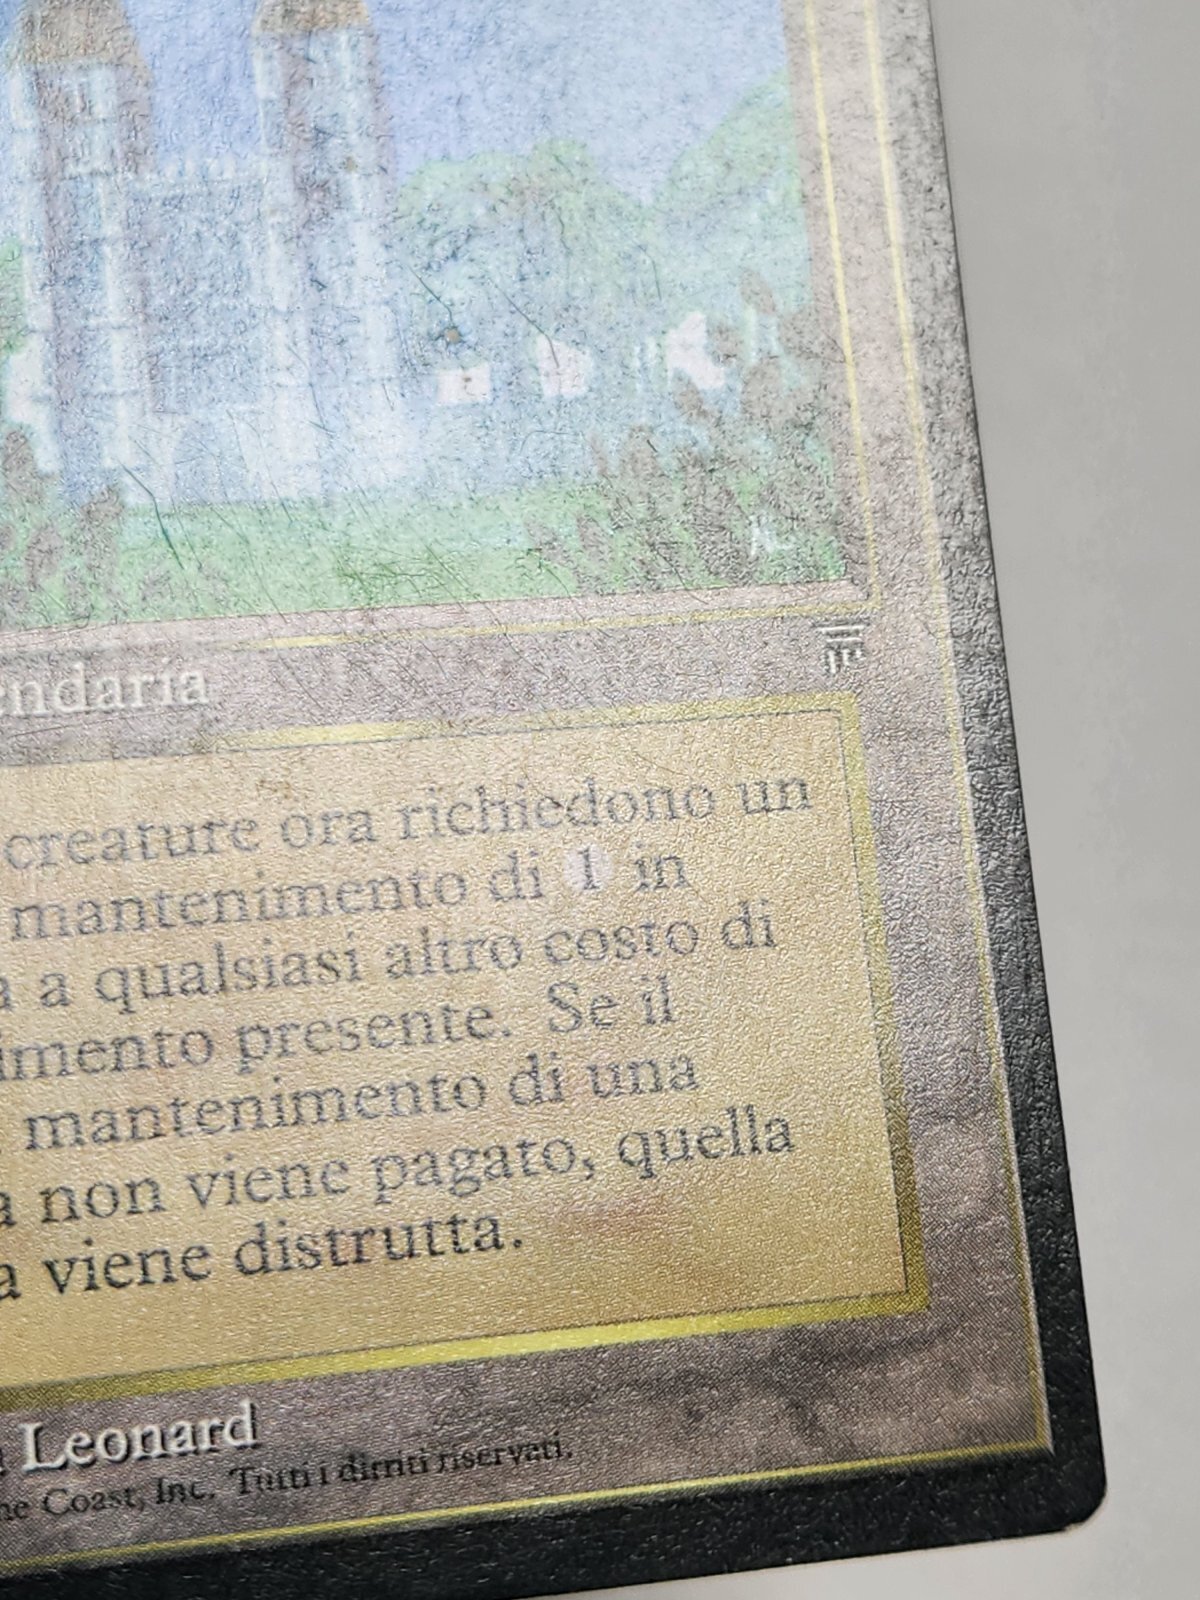 endaria
creature ora richiedono un
mantenimento di 1 in
a a qualsiasi altro costo di
imento presente. Se il
mantenimento di una
a non viene pagato, quella
a viene distrutta.
Leonard
he Coast, Inc. Tutti i diritti riservati.